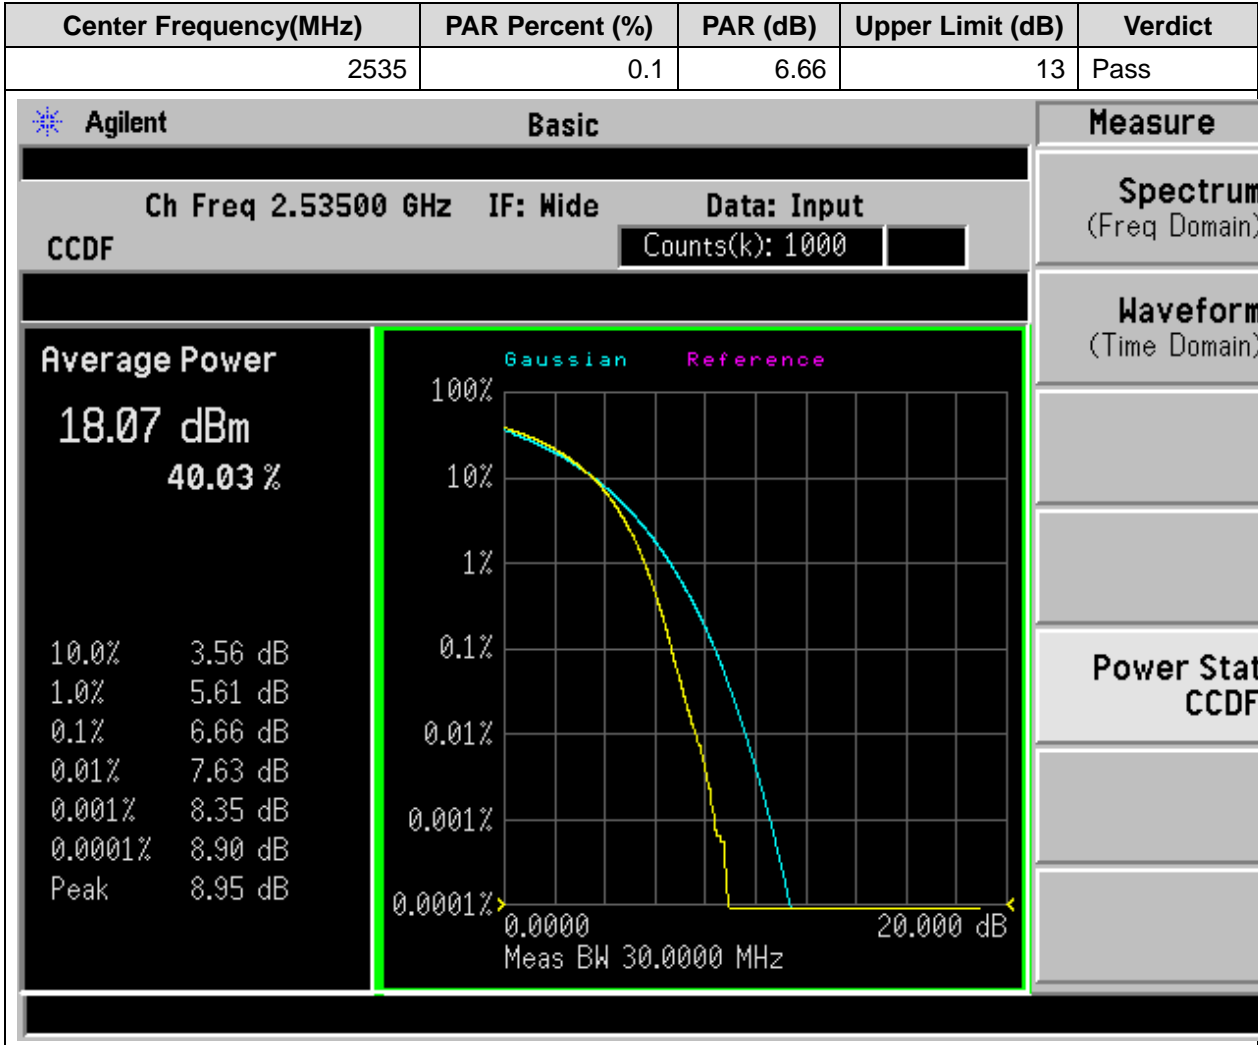 Center Frequency(MHz) PAR Percent (%) PAR (dB) Upper Limit (dB) Verdict
2535 0.1 6.66 13 Pass
Agilent Basic Measure
Ch Freq 2.53500 GHz IF: Wide Data: Input
CCDF Counts(k): 1000
Spectrum
(Freq Domain)
Waveform
(Time Domain)
Power Stat
CCDF
Average Power
18.07 dBm
40.03 %
10.0% 3.56 dB
1.0% 5.61 dB
0.1% 6.66 dB
0.01% 7.63 dB
0.001% 8.35 dB
0.0001% 8.90 dB
Peak 8.95 dB
Gaussian Reference
100%
10%
1%
0.1%
0.01%
0.001%
0.0001%
0.0000 20.000 dB
Meas BW 30.0000 MHz